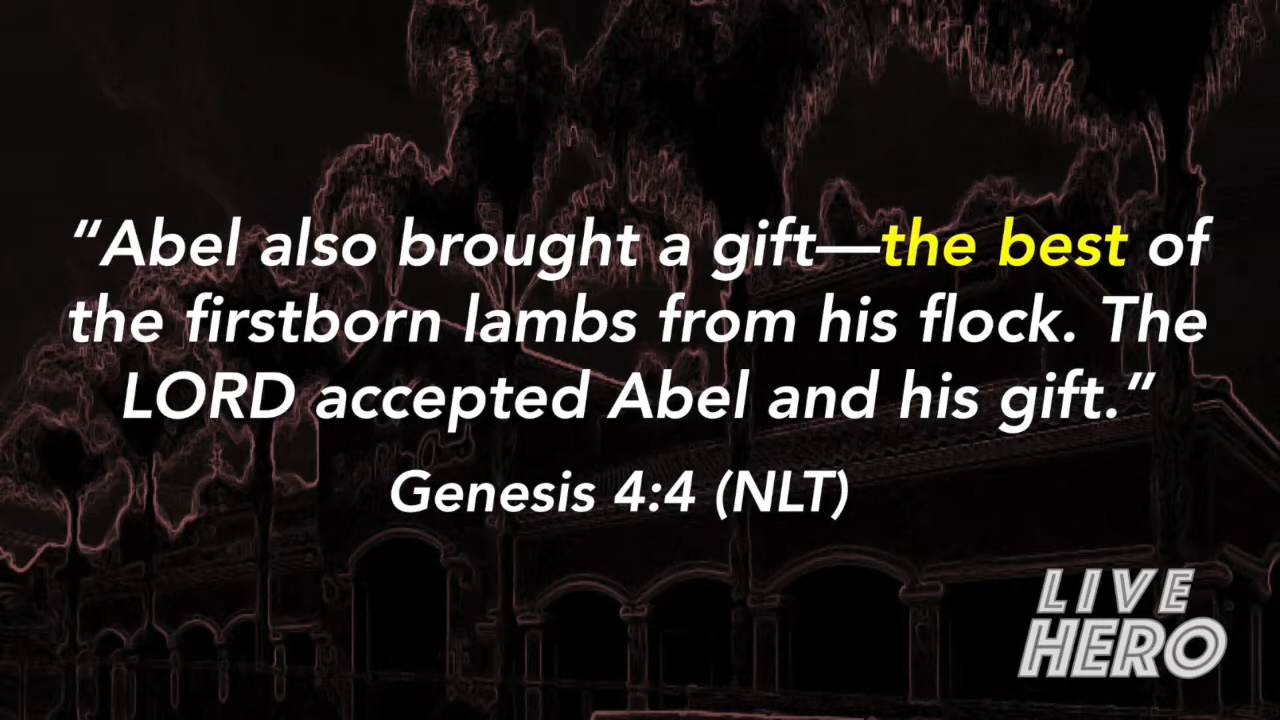 “Abel also brought a gift—the best of
the firstborn lambs from his flock. The
LORD accepted Abel and his gift.”
Genesis 4:4 (NLT)
LIVE
HERO